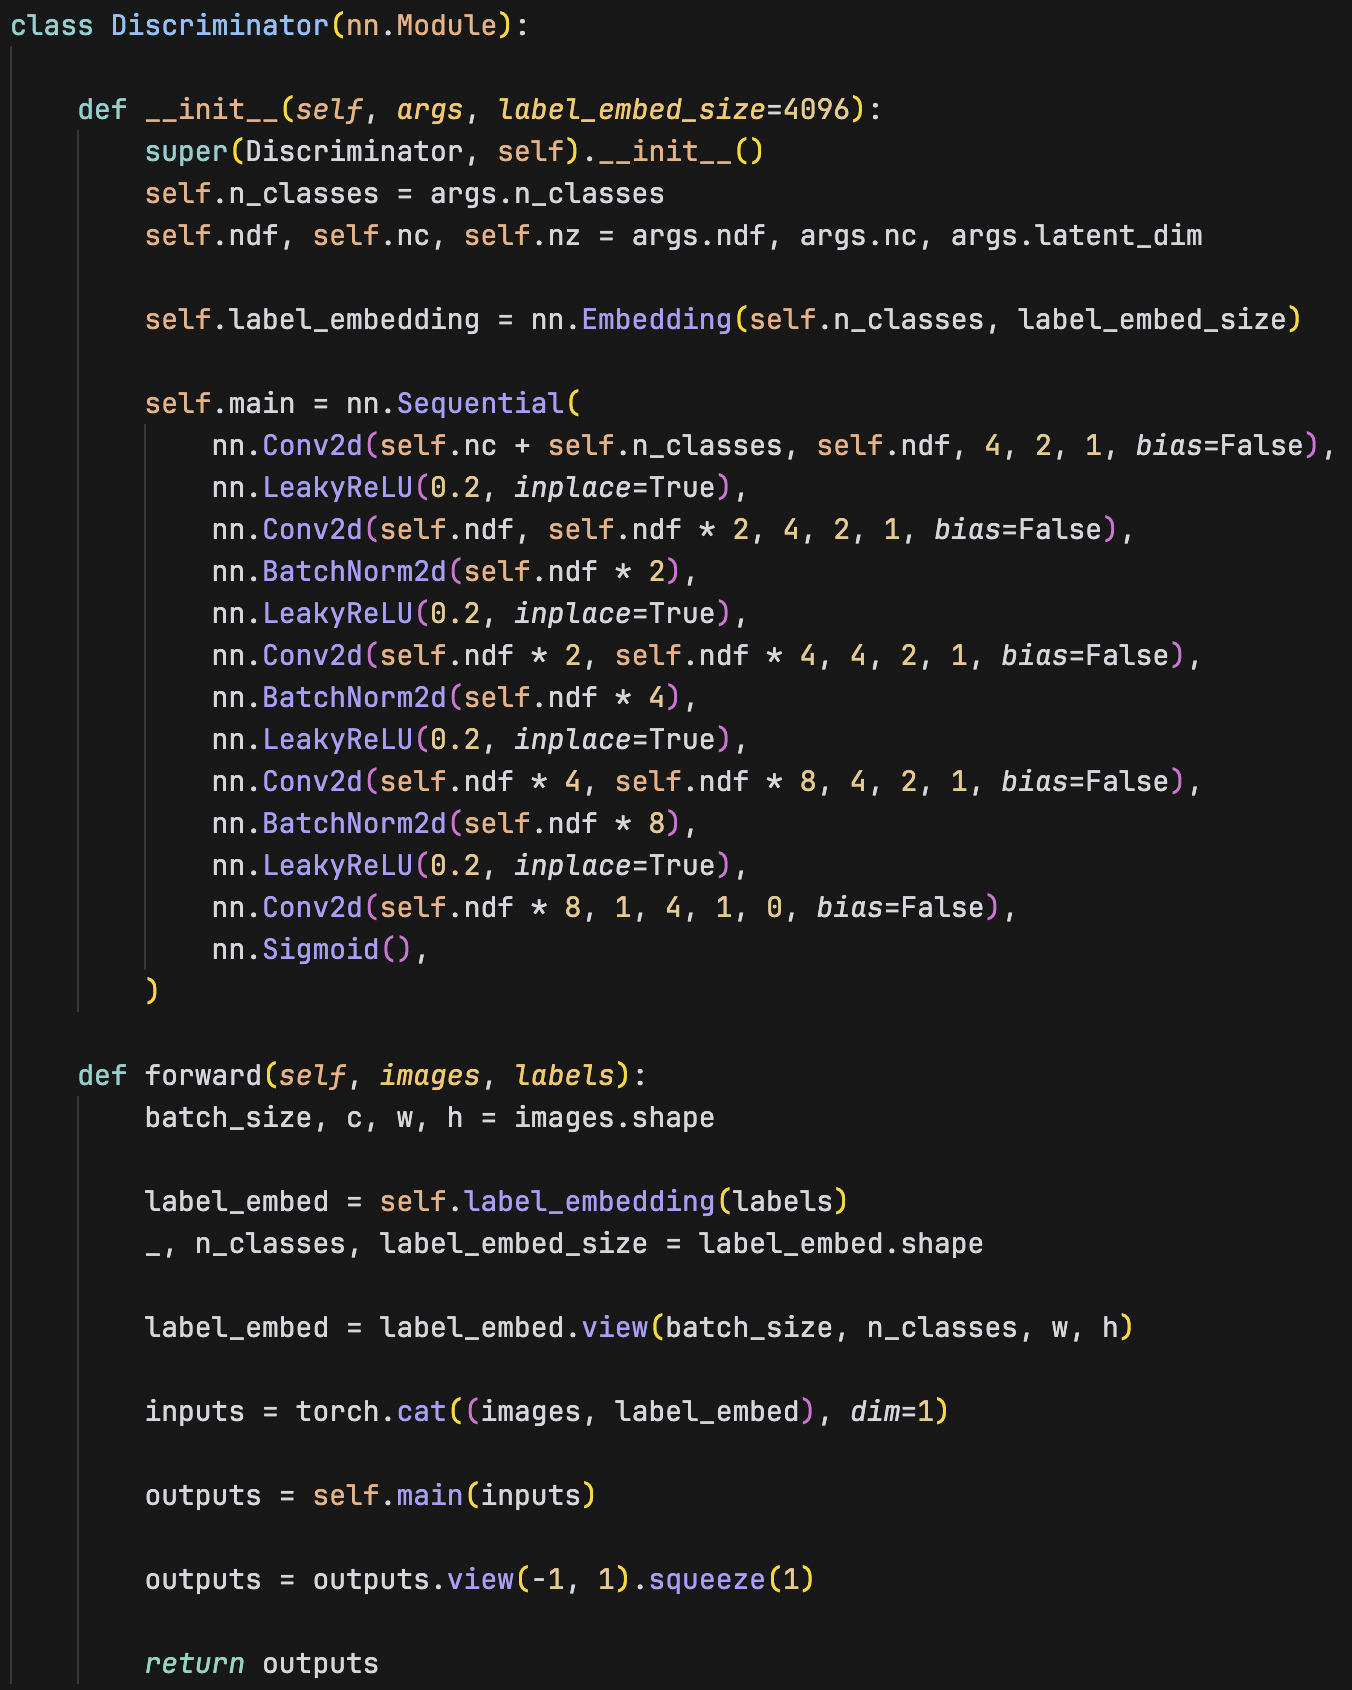 class Discriminator(nn.Module):
    def __init__(self, args, label_embed_size=4096):
        super(Discriminator, self).__init__()
        self.n_classes = args.n_classes
        self.ndf, self.nc, self.nz = args.ndf, args.nc, args.latent_dim
        self.label_embedding = nn.Embedding(self.n_classes, label_embed_size)
        self.main = nn.Sequential(
            nn.Conv2d(self.nc + self.n_classes, self.ndf, 4, 2, 1, bias=False),
            nn.LeakyReLU(0.2, inplace=True),
            nn.Conv2d(self.ndf, self.ndf * 2, 4, 2, 1, bias=False),
            nn.BatchNorm2d(self.ndf * 2),
            nn.LeakyReLU(0.2, inplace=True),
            nn.Conv2d(self.ndf * 2, self.ndf * 4, 4, 2, 1, bias=False),
            nn.BatchNorm2d(self.ndf * 4),
            nn.LeakyReLU(0.2, inplace=True),
            nn.Conv2d(self.ndf * 4, self.ndf * 8, 4, 2, 1, bias=False),
            nn.BatchNorm2d(self.ndf * 8),
            nn.LeakyReLU(0.2, inplace=True),
            nn.Conv2d(self.ndf * 8, 1, 4, 1, 0, bias=False),
            nn.Sigmoid(),
        )
    def forward(self, images, labels):
        batch_size, c, w, h = images.shape
        label_embed = self.label_embedding(labels)
        _, n_classes, label_embed_size = label_embed.shape
        label_embed = label_embed.view(batch_size, n_classes, w, h)
        inputs = torch.cat((images, label_embed), dim=1)
        outputs = self.main(inputs)
        outputs = outputs.view(-1, 1).squeeze(1)
        return outputs